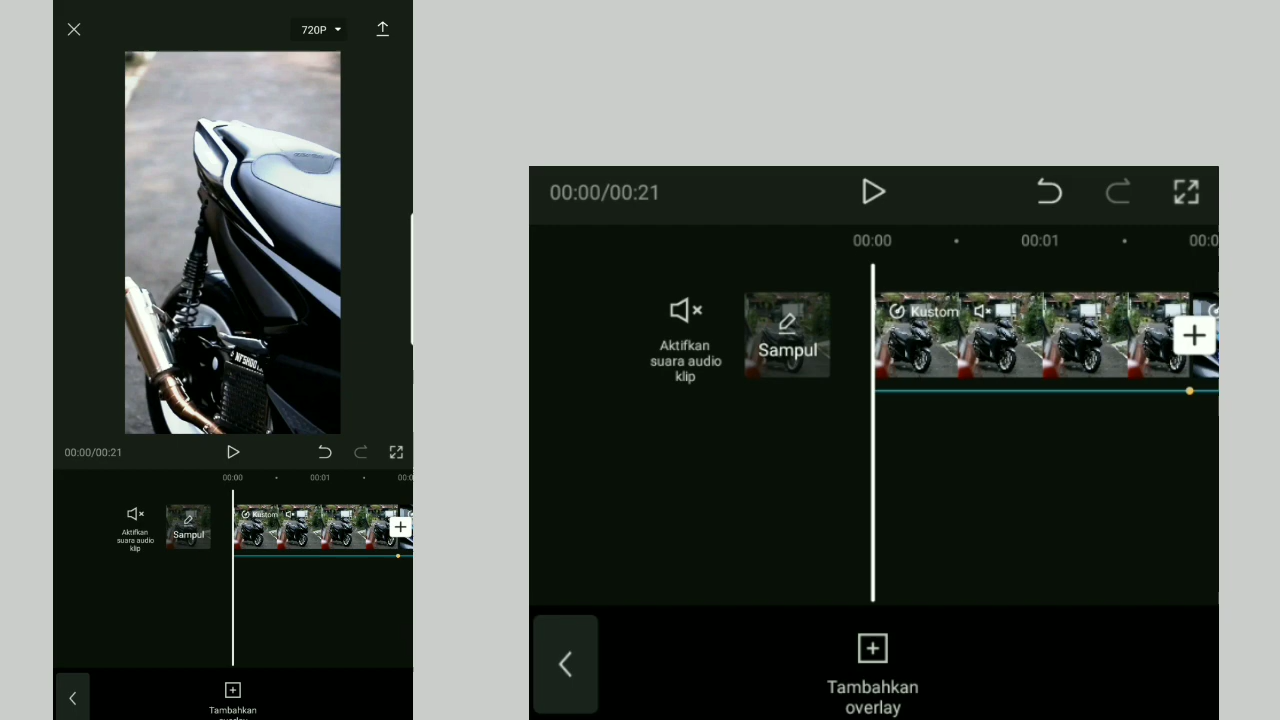 720P
00:00/00:21
00:00
00:01
Aktifkan
suara audio
klip
Sampul
Kustom
Tambahkan
00:00/00:21
00:00
00:01
Aktifkan
suara audio
klip
Sampul
Kustom
Tambahkan
overlay